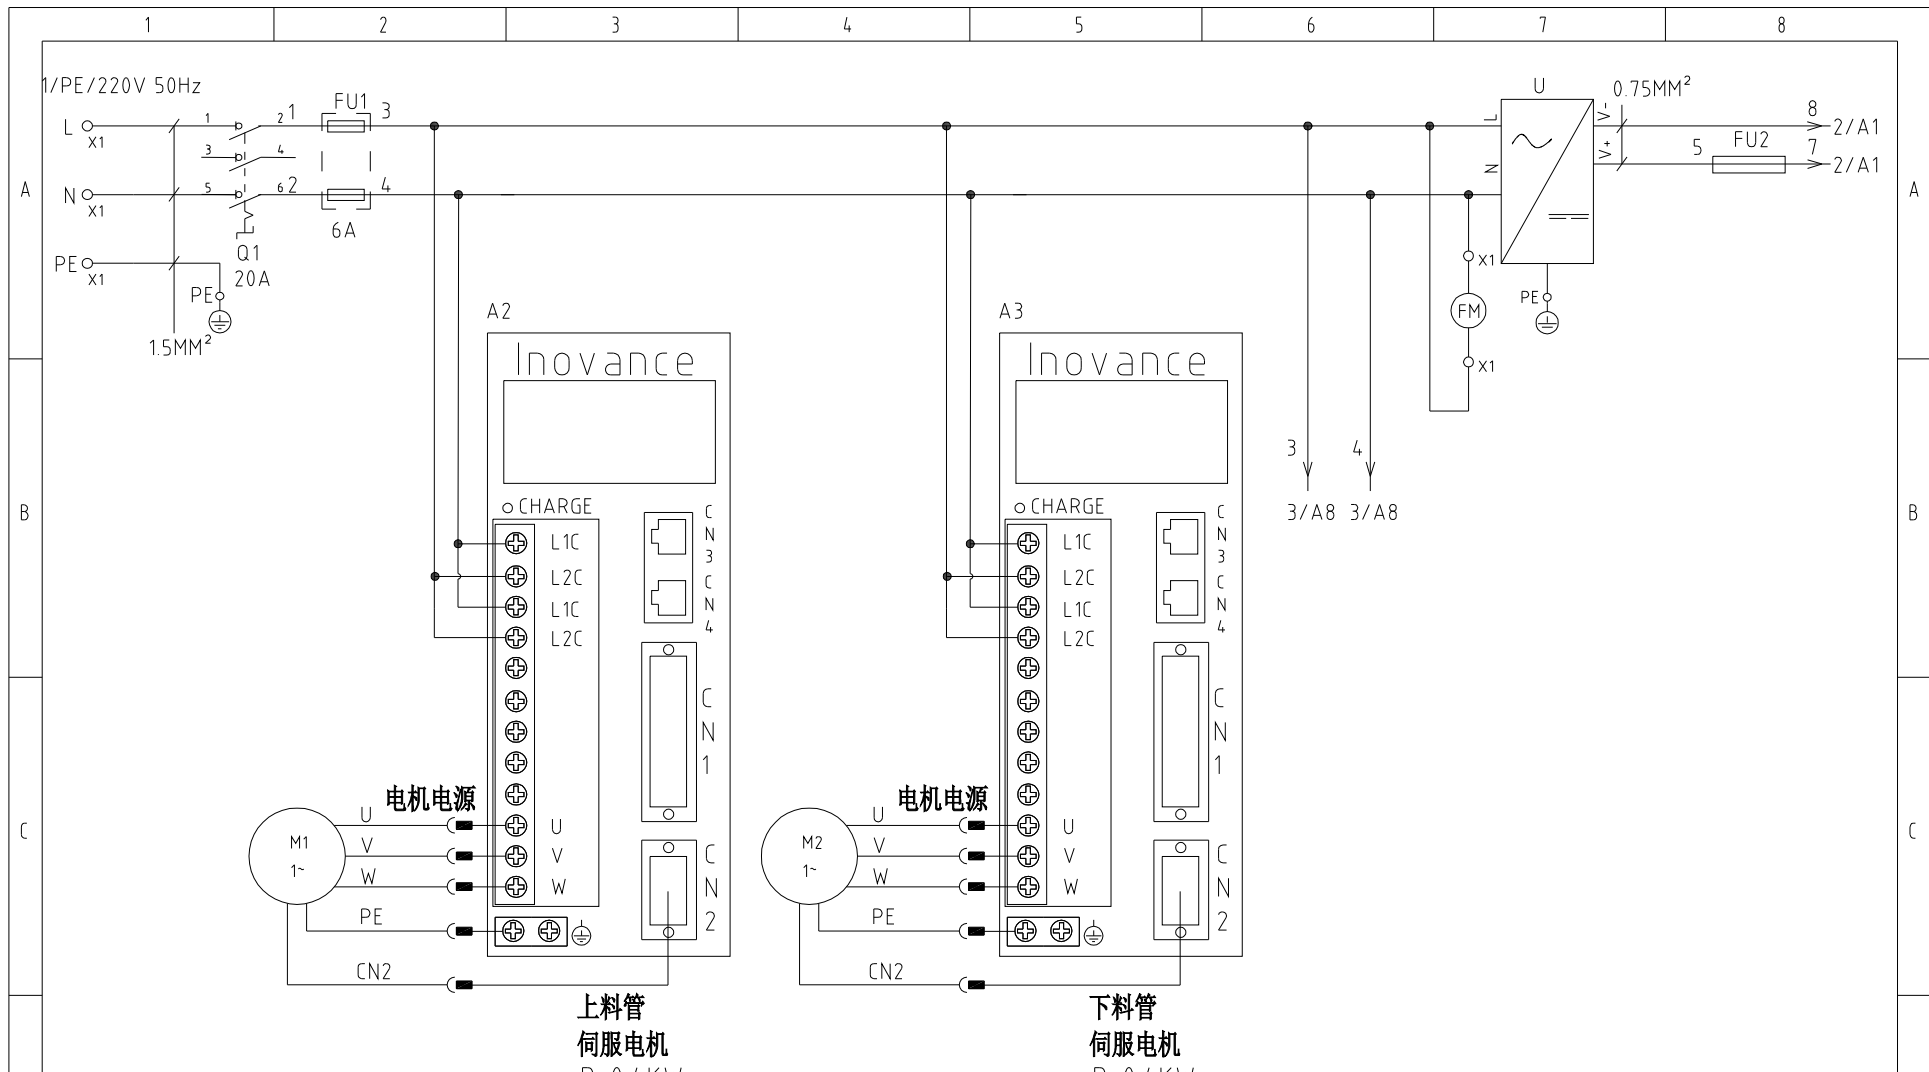 1 2 3 4 5 6 7 8
1/PE/220V 50Hz
L X1
1 2 1 FU1 3
3 4
N X1
5 6 2 4
6A
Q1
20A
PE X1
PE
1.5MM²
U
L
N
V-
V+
0.75MM²
8 2/A1
5 FU2 7 2/A1
X1
FM
X1
PE
3 4
3/A8 3/A8
A A
B B
C C
A2
Inovance
CHARGE
L1C
L2C
L1C
L2C
CN3
CN4
CN1
CN2
电机电源
U
V
W
PE
CN2
M1
1~
U
V
W
上料管
伺服电机
A3
Inovance
CHARGE
L1C
L2C
L1C
L2C
CN3
CN4
CN1
CN2
电机电源
U
V
W
PE
CN2
M2
1~
U
V
W
下料管
伺服电机